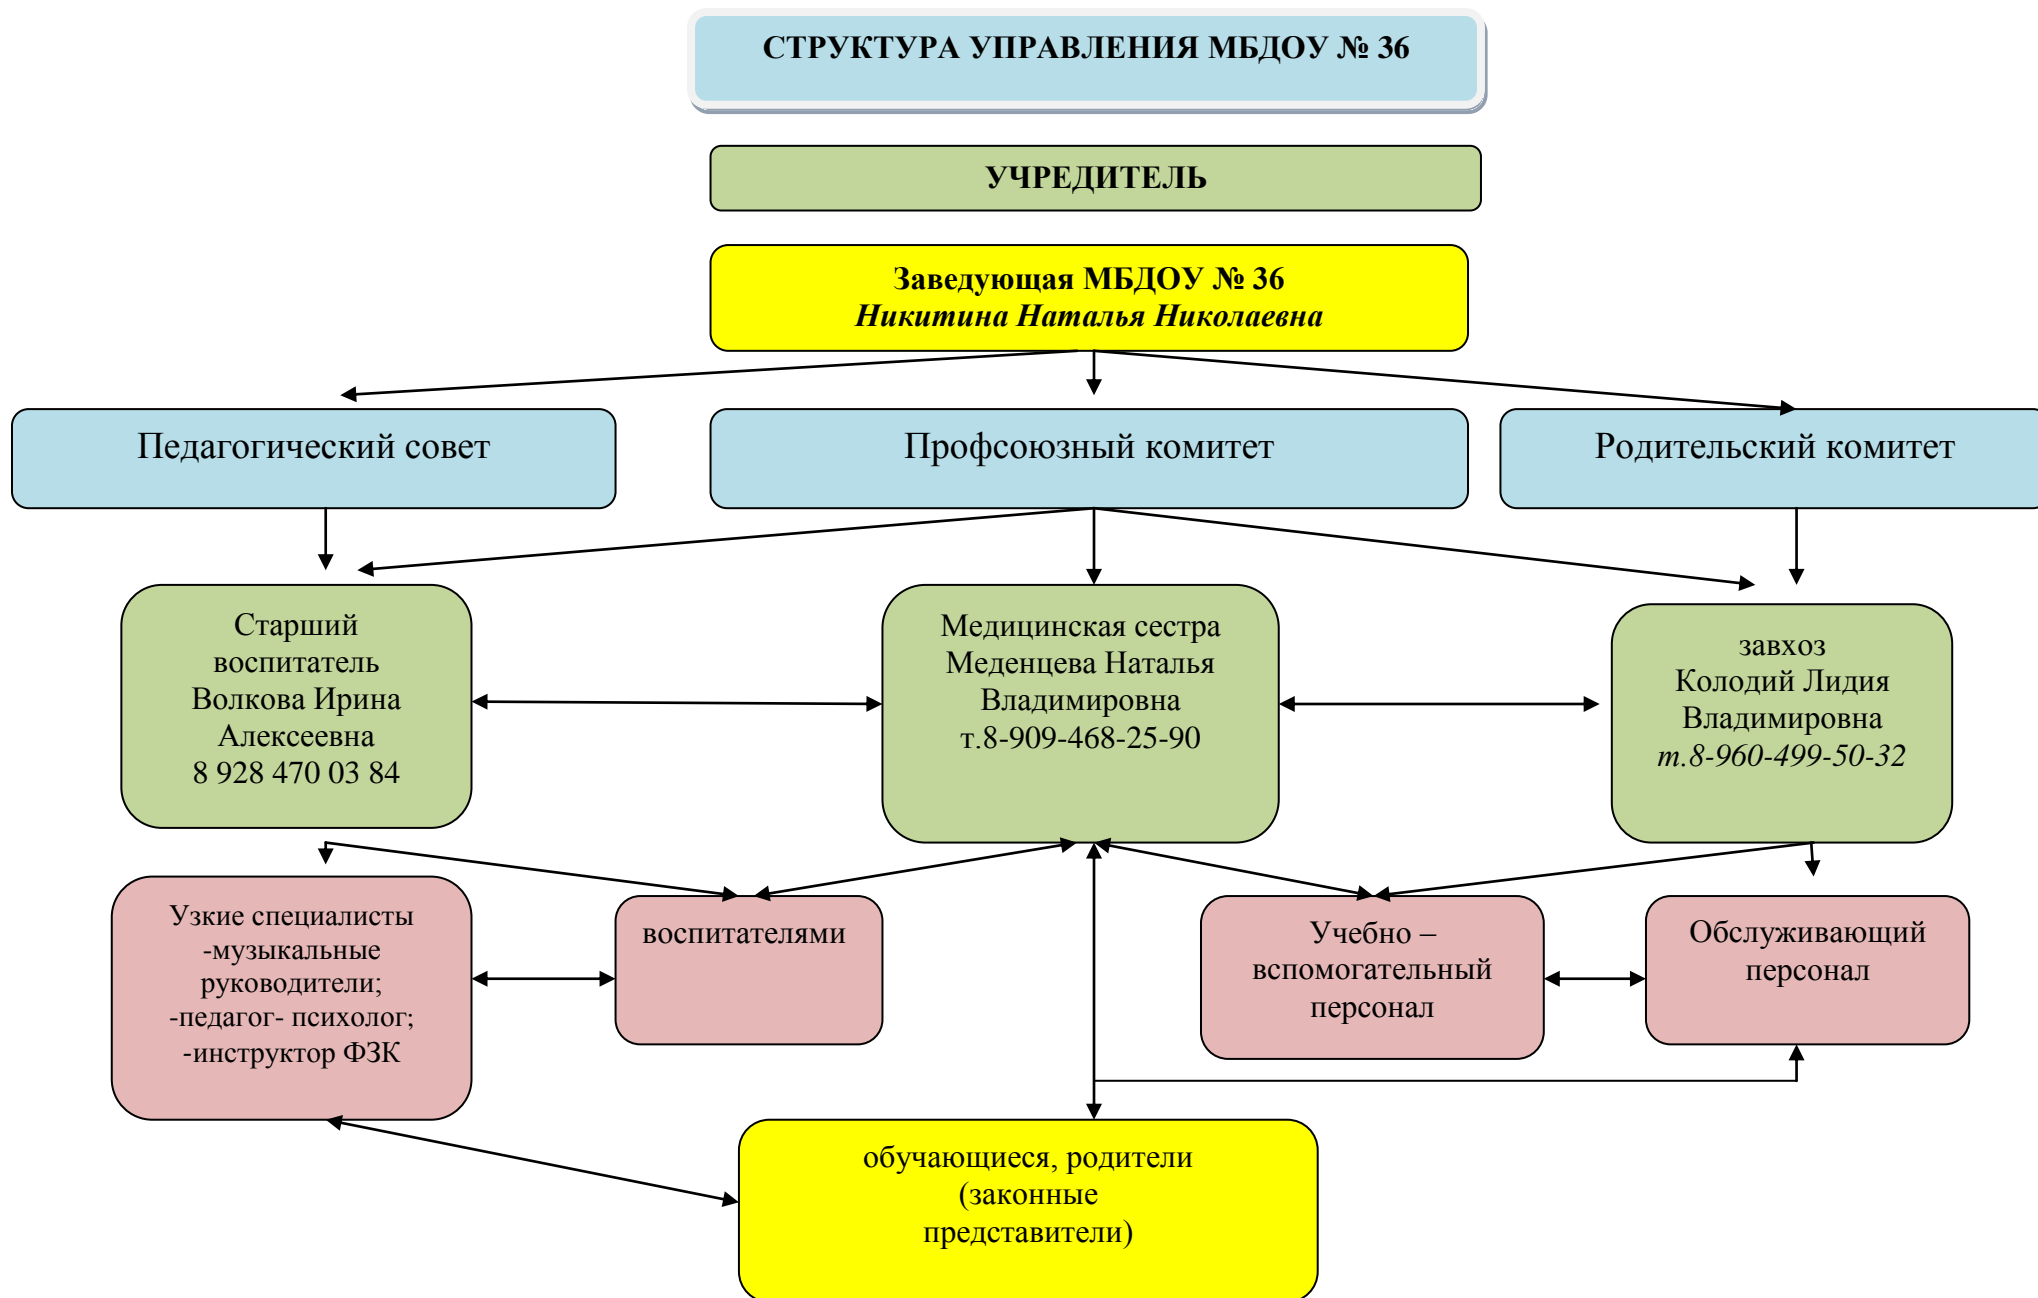 СТРУКТУРА УПРАВЛЕНИЯ МБДОУ № 36
УЧРЕДИТЕЛЬ
Заведующая МБДОУ № 36
Никитина Наталья Николаевна
Педагогический совет
Профсоюзный комитет
Родительский комитет
Старший
воспитатель
Волкова Ирина
Алексеевна
8 928 470 03 84
Медицинская сестра
Меденцева Наталья
Владимировна
т.8-909-468-25-90
завхоз
Колодий Лидия
Владимировна
т.8-960-499-50-32
Узкие специалисты
-музыкальные
руководители;
-педагог- психолог;
-инструктор ФЗК
воспитателями
Учебно –
вспомогательный
персонал
Обслуживающий
персонал
обучающиеся, родители
(законные
представители)